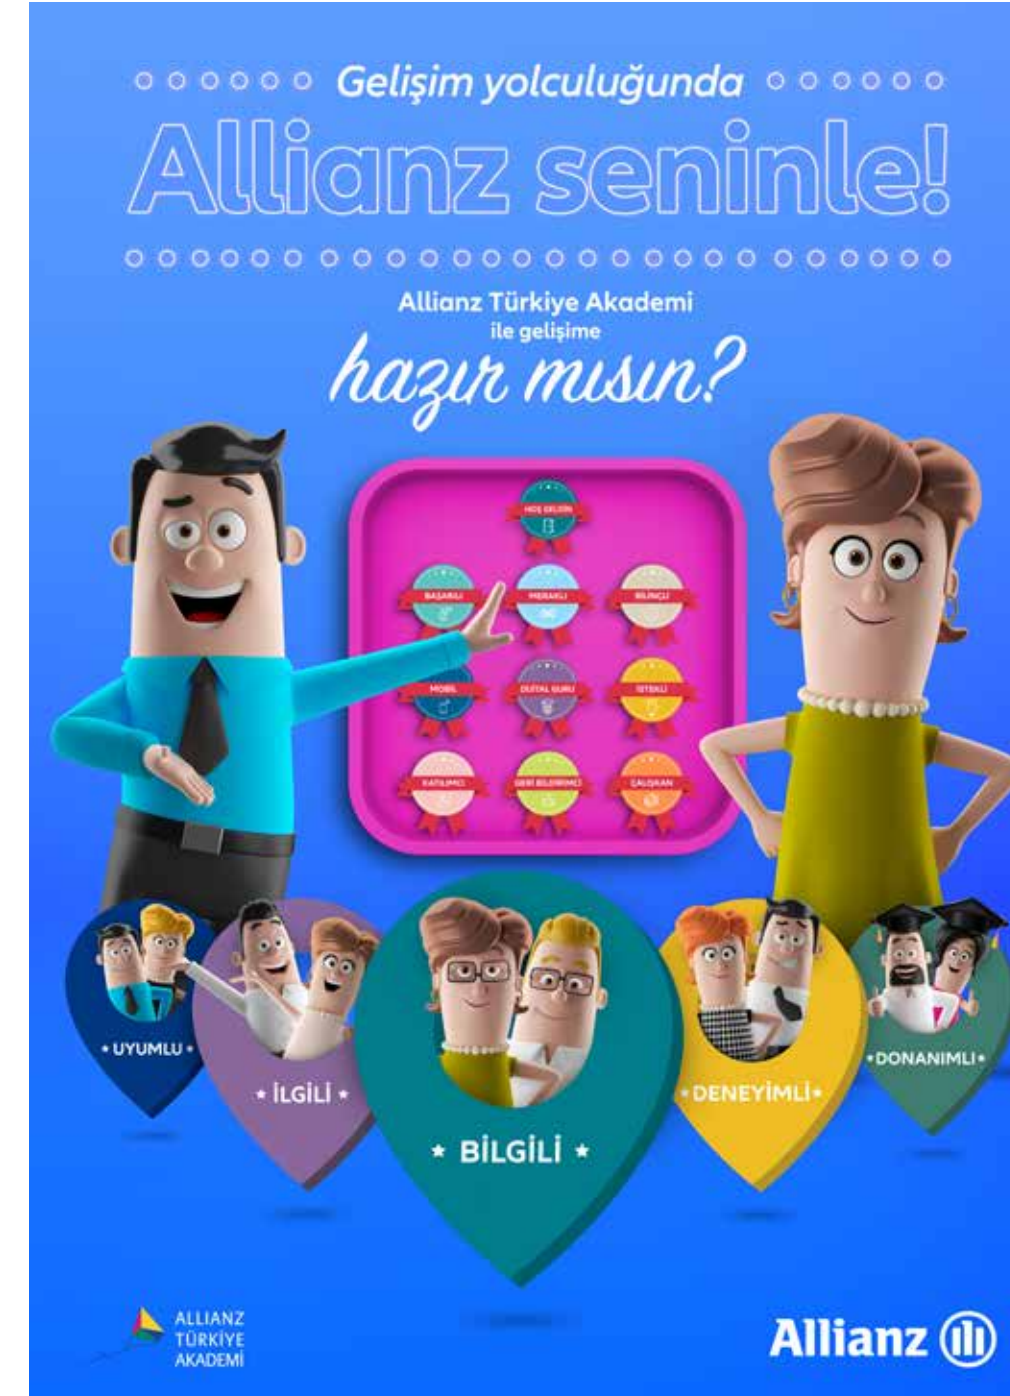 Gelişim yolculuğunda
Allianz seninle!
Allianz Türkiye Akademi
ile gelişime
hazır mısın?
HOŞ GELDİN
BAŞARILI
MERAKLI
BİLİNÇLİ
MOBİL
DİJİTAL GURU
İSTEKLİ
KATILIMCI
GERİ BİLDİRİMCİ
ÇALIŞKAN
UYUMLU
İLGİLİ
BİLGİLİ
DENEYİMLİ
DONANIMLI
ALLIANZ
TÜRKİYE
AKADEMİ
Allianz